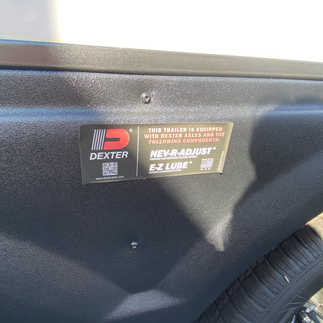 DEXTER
THIS TRAILER IS EQUIPPED
WITH DEXTER AXLES AND THE
FOLLOWING COMPONENTS:
NEV-R-ADJUST®
E-Z LUBE®